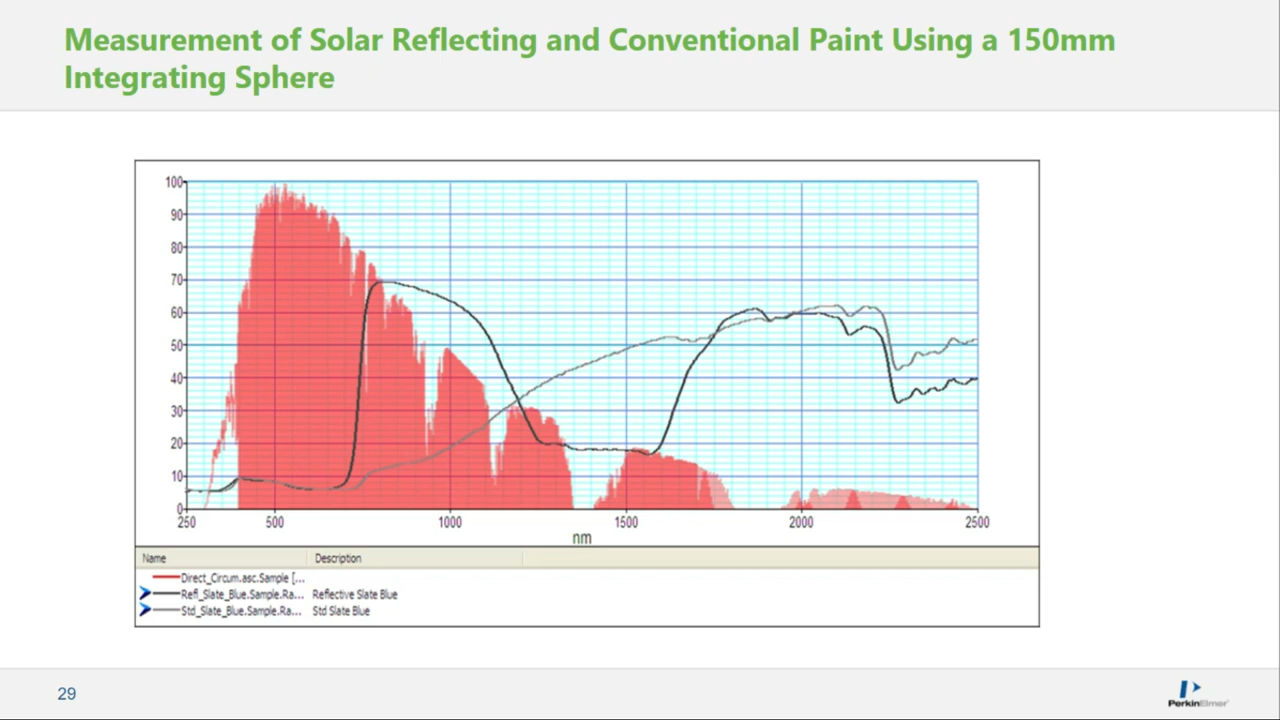 Measurement of Solar Reflecting and Conventional Paint Using a 150mm
Integrating Sphere
100
90
80
70
60
50
40
30
20
10
0
250 500 1000 1500 2000 2500
nm
Name Description
Direct_Circum.asc.Sample [...
Refl_Slate_Blue.Sample.Ra... Reflective Slate Blue
Std_Slate_Blue.Sample.Ra... Std Slate Blue
29
PerkinElmer